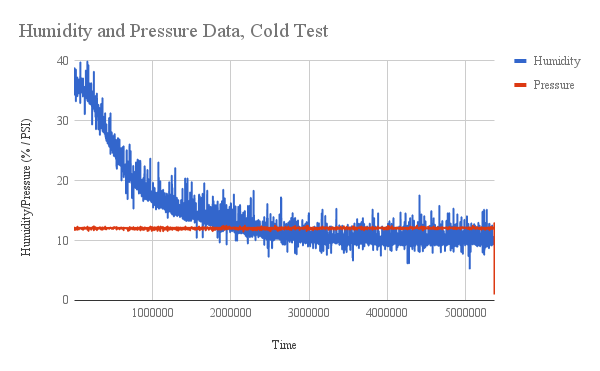 Humidity and Pressure Data, Cold Test
Humidity
Pressure
Humidity/Pressure (% / PSI)
40
30
20
10
0
1000000
2000000
3000000
4000000
5000000
Time